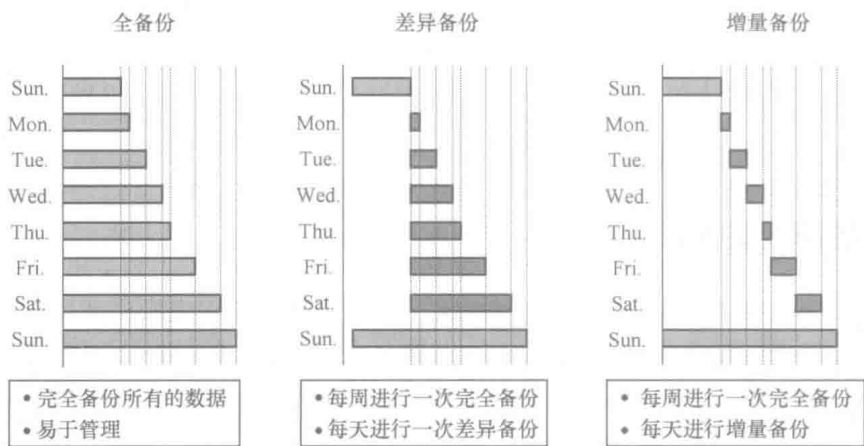 全备份
Sun.
Mon.
Tue.
Wed.
Thu.
Fri.
Sat.
Sun.
• 完全备份所有的数据
• 易于管理
差异备份
Sun.
Mon.
Tue.
Wed.
Thu.
Fri.
Sat.
Sun.
• 每周进行一次完全备份
• 每天进行一次差异备份
增量备份
Sun.
Mon.
Tue.
Wed.
Thu.
Fri.
Sat.
Sun.
• 每周进行一次完全备份
• 每天进行增量备份